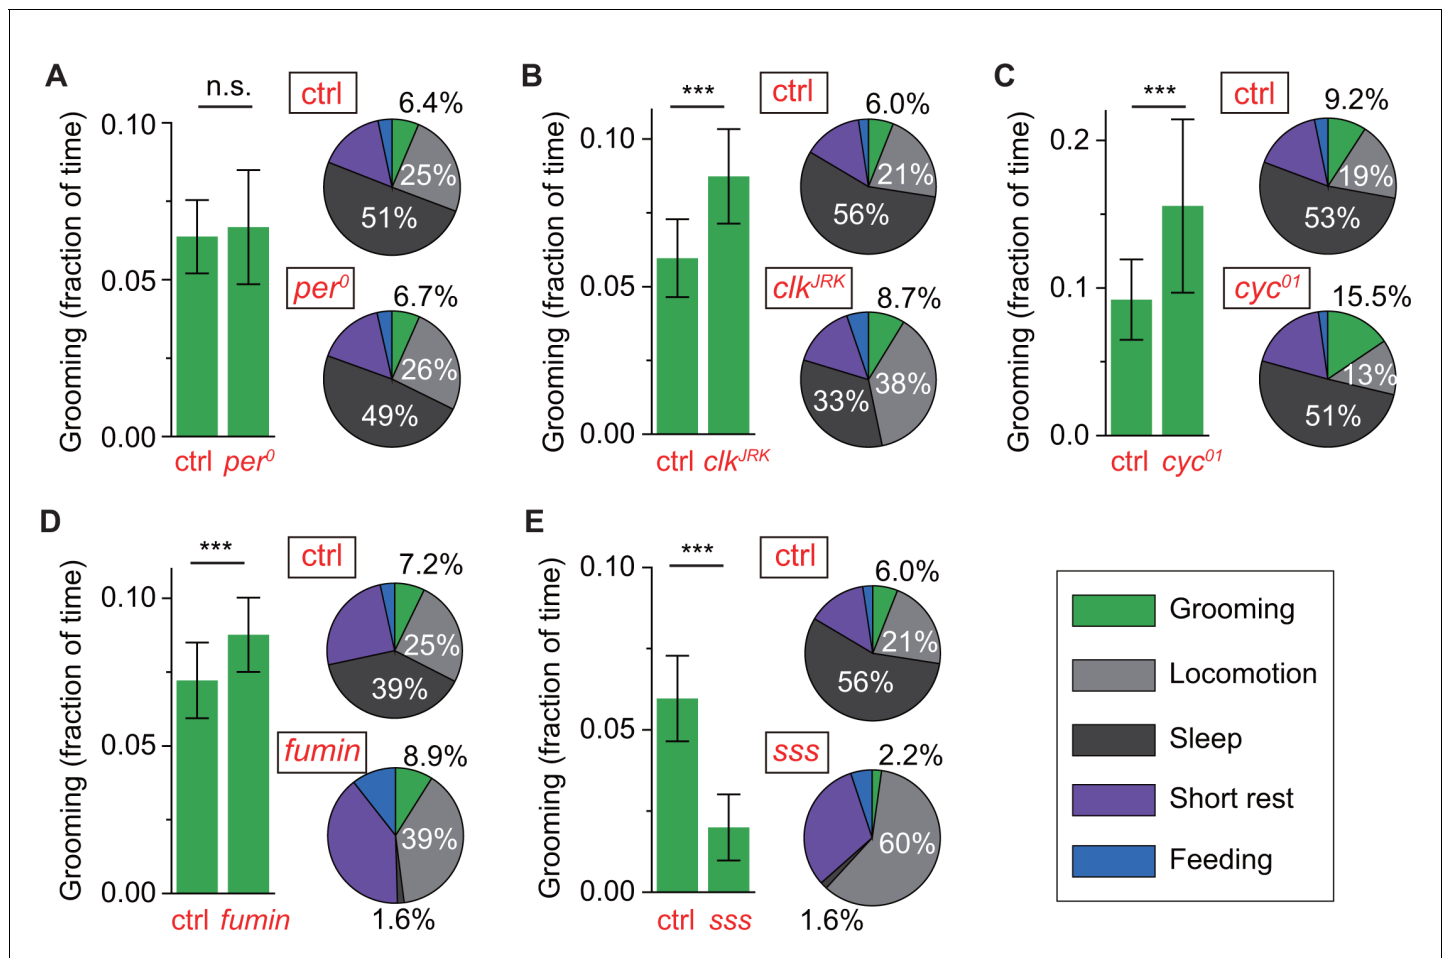 A
n.s.
Grooming (fraction of time)
0.10
0.05
0.00
ctrl per⁰
ctrl
6.4%
25%
51%
per⁰
6.7%
26%
49%
B
***
Grooming (fraction of time)
0.10
0.05
0.00
ctrl clkᴶᴿᴷ
ctrl
6.0%
21%
56%
clkᴶᴿᴷ
8.7%
38%
33%
C
***
Grooming (fraction of time)
0.2
0.1
0.0
ctrl cyc⁰¹
ctrl
9.2%
19%
53%
cyc⁰¹
15.5%
13%
51%
D
***
Grooming (fraction of time)
0.10
0.05
0.00
ctrl fumin
ctrl
7.2%
25%
39%
fumin
8.9%
39%
1.6%
E
***
Grooming (fraction of time)
0.10
0.05
0.00
ctrl sss
ctrl
6.0%
21%
56%
sss
2.2%
60%
1.6%
Grooming
Locomotion
Sleep
Short rest
Feeding